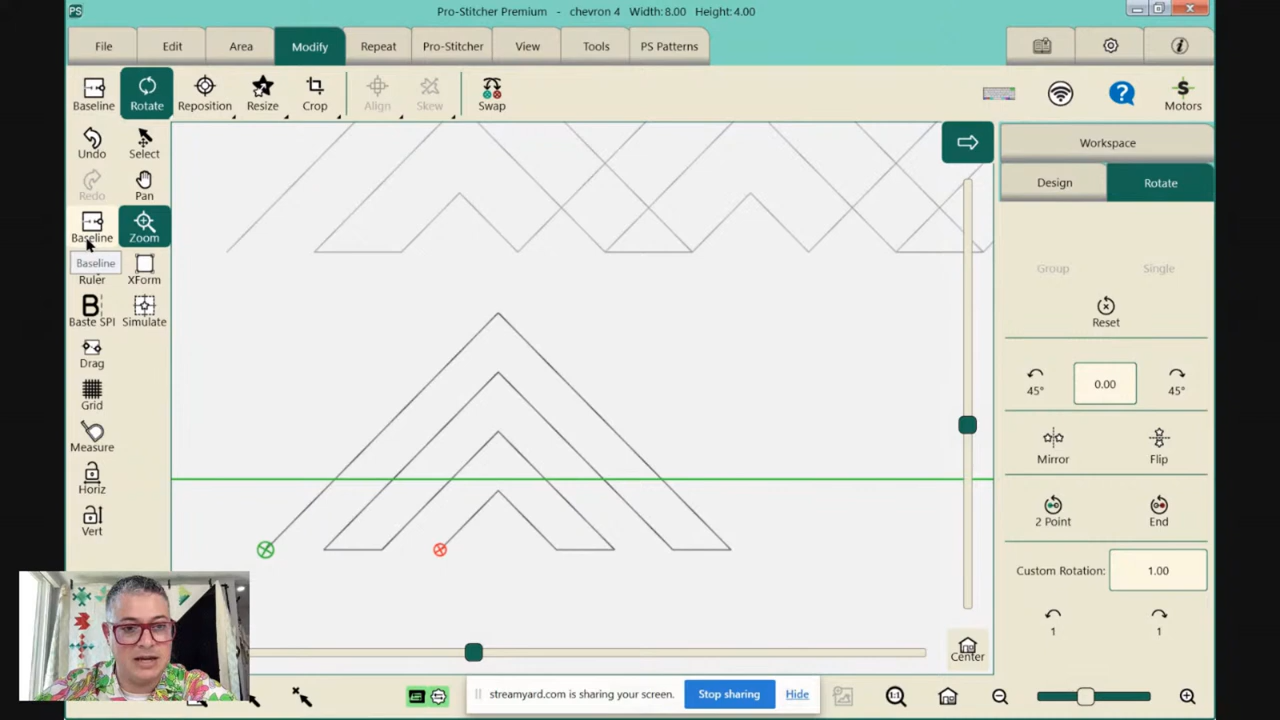 PS
Pro-Stitcher Premium - chevron 4 Width:8.00 Height:4.00
File Edit Area Modify Repeat Pro-Stitcher View Tools PS Patterns
Baseline Rotate Reposition Resize Crop Align Skew Swap
Motors
Undo Select
Redo Pan
Baseline Zoom
Baseline
Ruler XForm
Baste SPI Simulate
Drag
Grid
Measure
Horiz
Vert
Center
Workspace
Design Rotate
Group Single
Reset
45° 0.00 45°
Mirror Flip
2 Point End
Custom Rotation: 1.00
1 1
streamyard.com is sharing your screen. Stop sharing Hide
1:1